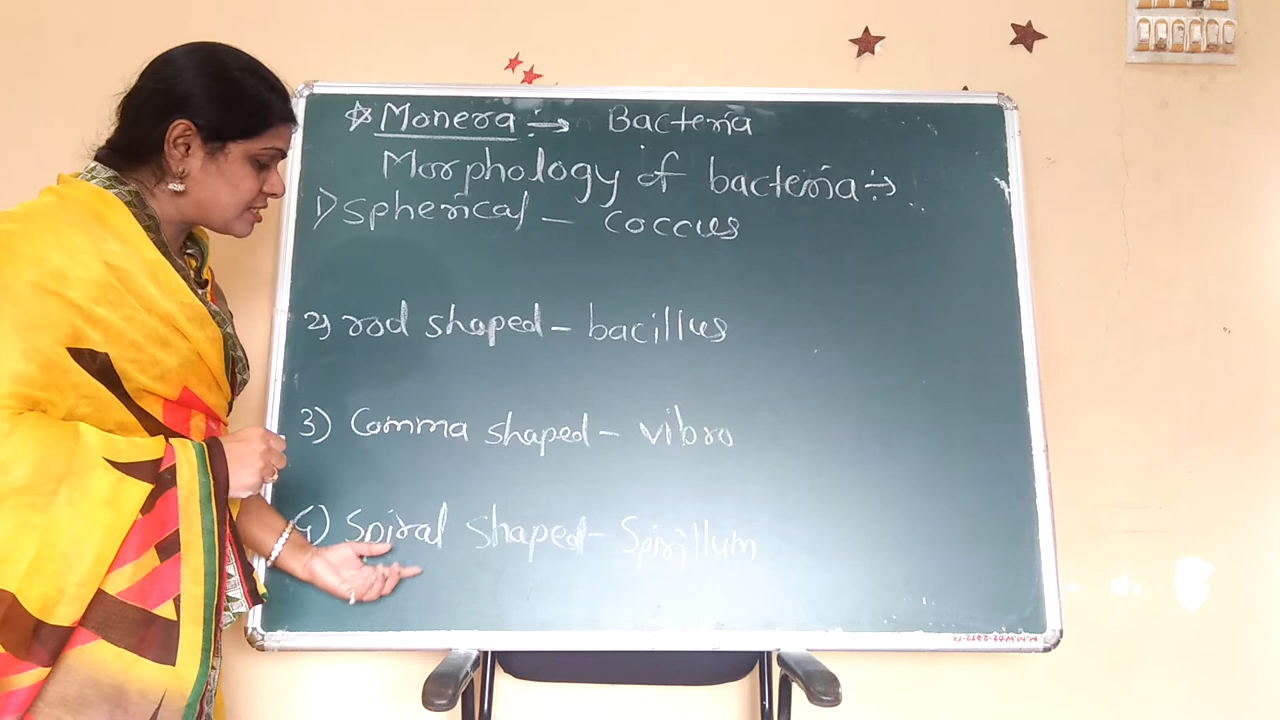 ☆ Monera :→ Bacteria
Morphology of bacteria :→
1) Spherical – coccus
2) rod shaped – bacillus
3) Comma shaped – vibro
4) Spiral shaped – Spirillum